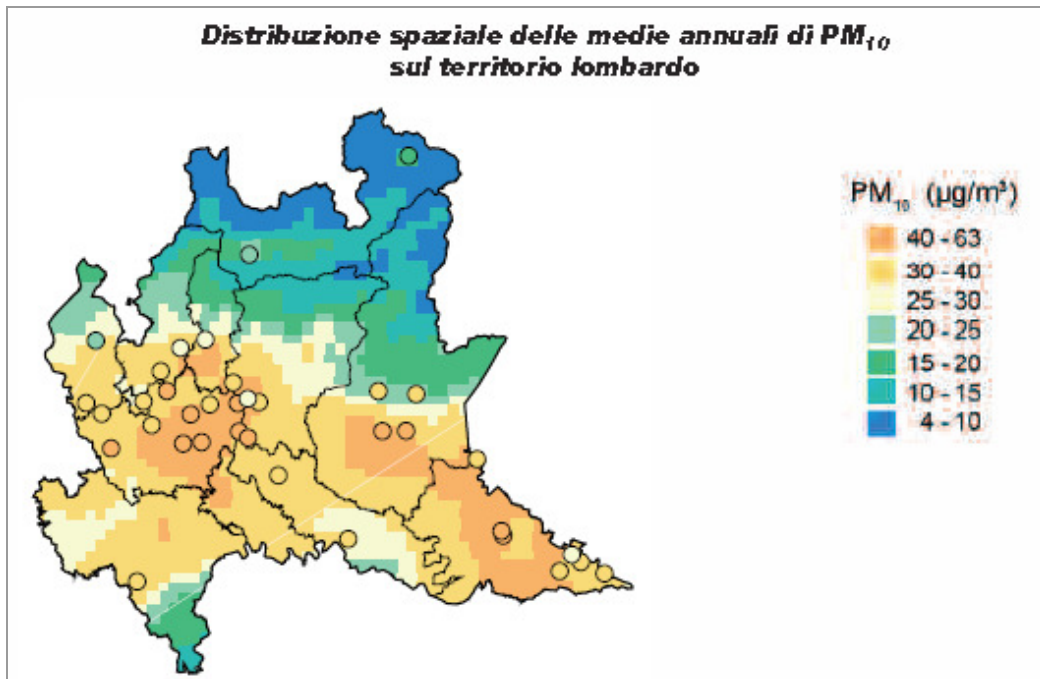 Distribuzione spaziale delle medie annuali di PM₁₀
sul territorio lombardo
PM₁₀ (µg/m³)
40 - 63
30 - 40
25 - 30
20 - 25
15 - 20
10 - 15
4 - 10